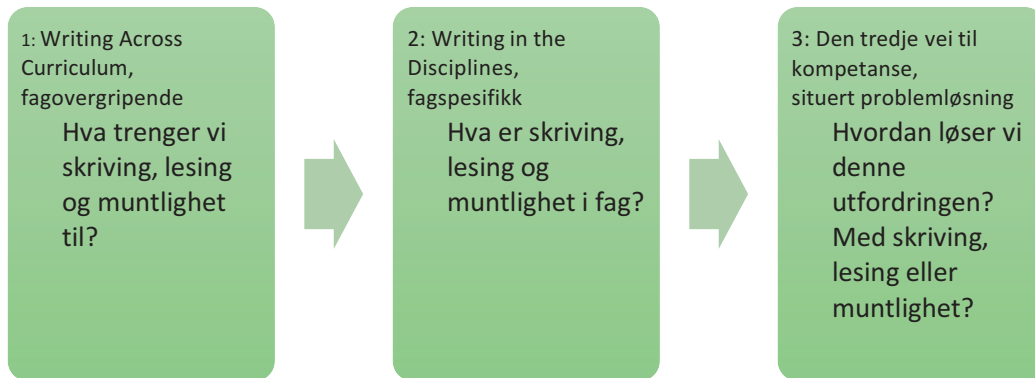 1: Writing Across
Curriculum,
fagovergripende
Hva trenger vi
skriving, lesing
og muntlighet
til?
2: Writing in the
Disciplines,
fagspesifikk
Hva er skriving,
lesing og
muntlighet i fag?
3: Den tredje vei til
kompetanse,
situert problemløsning
Hvordan løser vi
denne
utfordringen?
Med skriving,
lesing eller
muntlighet?